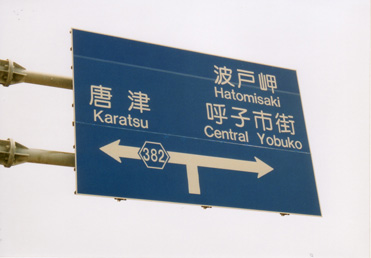 唐津
Karatsu
波戸岬
Hatomisaki
呼子市街
Central Yobuko
382